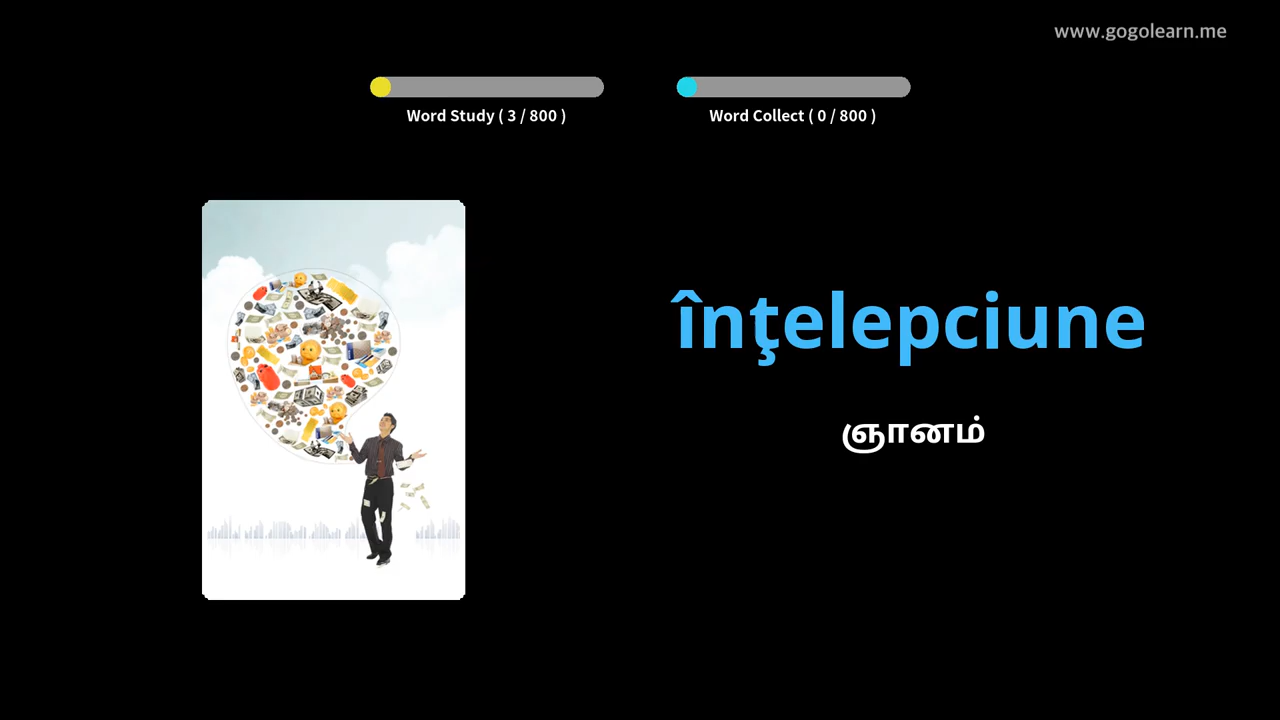 www.gogolearn.me
Word Study ( 3 / 800 )
Word Collect ( 0 / 800 )
înţelepciune
ஞானம்